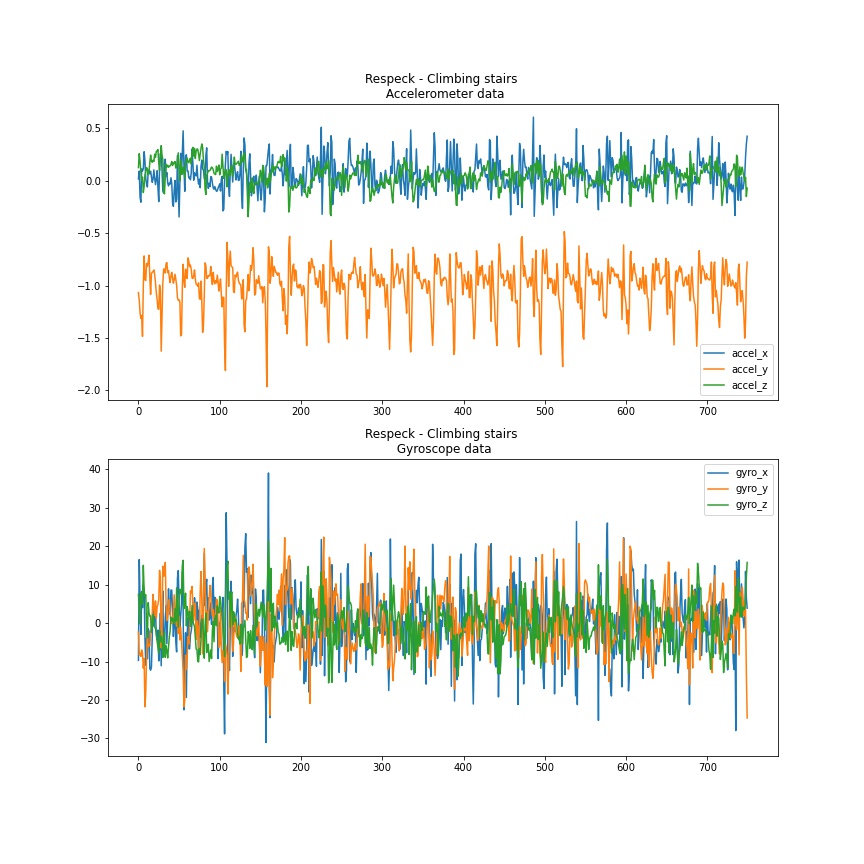 Respeck - Climbing stairs
Accelerometer data
0.5
0.0
−0.5
−1.0
−1.5
−2.0
0 100 200 300 400 500 600 700
accel_x
accel_y
accel_z
Respeck - Climbing stairs
Gyroscope data
40
30
20
10
0
−10
−20
−30
0 100 200 300 400 500 600 700
gyro_x
gyro_y
gyro_z